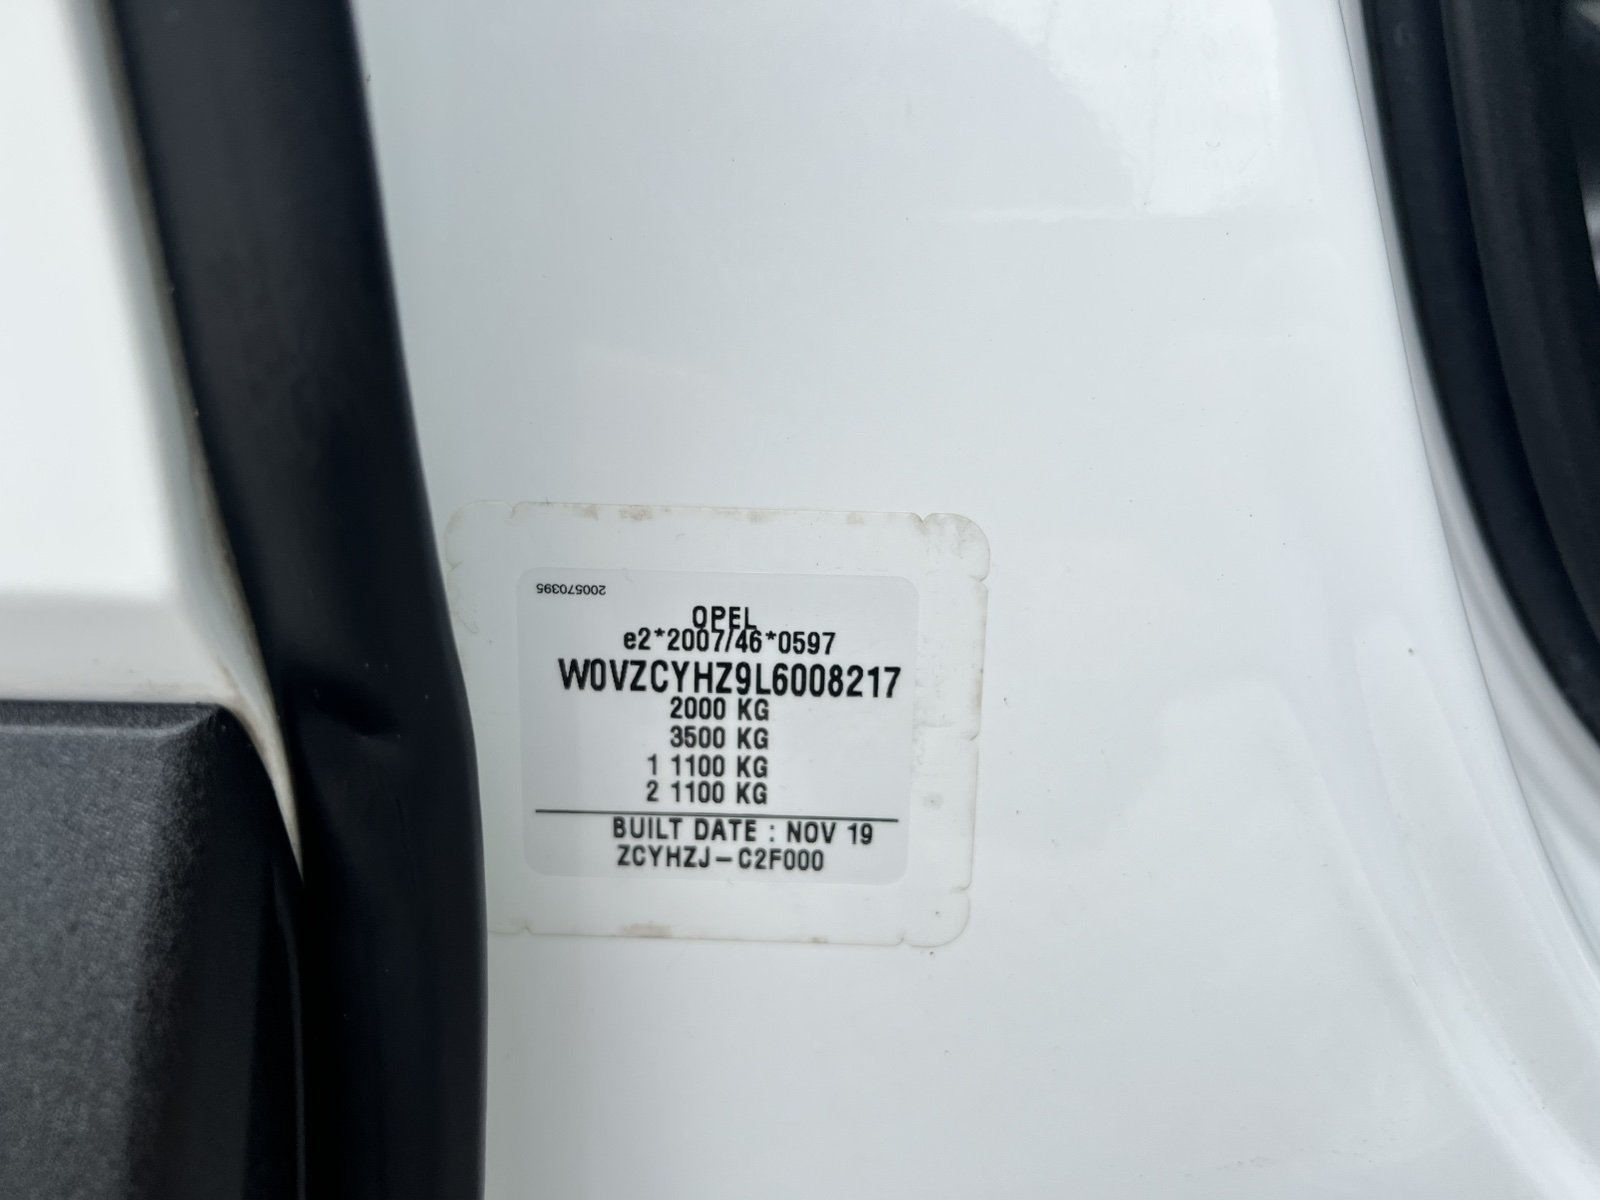 200570395
OPEL
e2*2007/46*0597
W0VZCYHZ9L6008217
2000 KG
3500 KG
1 1100 KG
2 1100 KG
BUILT DATE : NOV 19
ZCYHZJ-C2F000